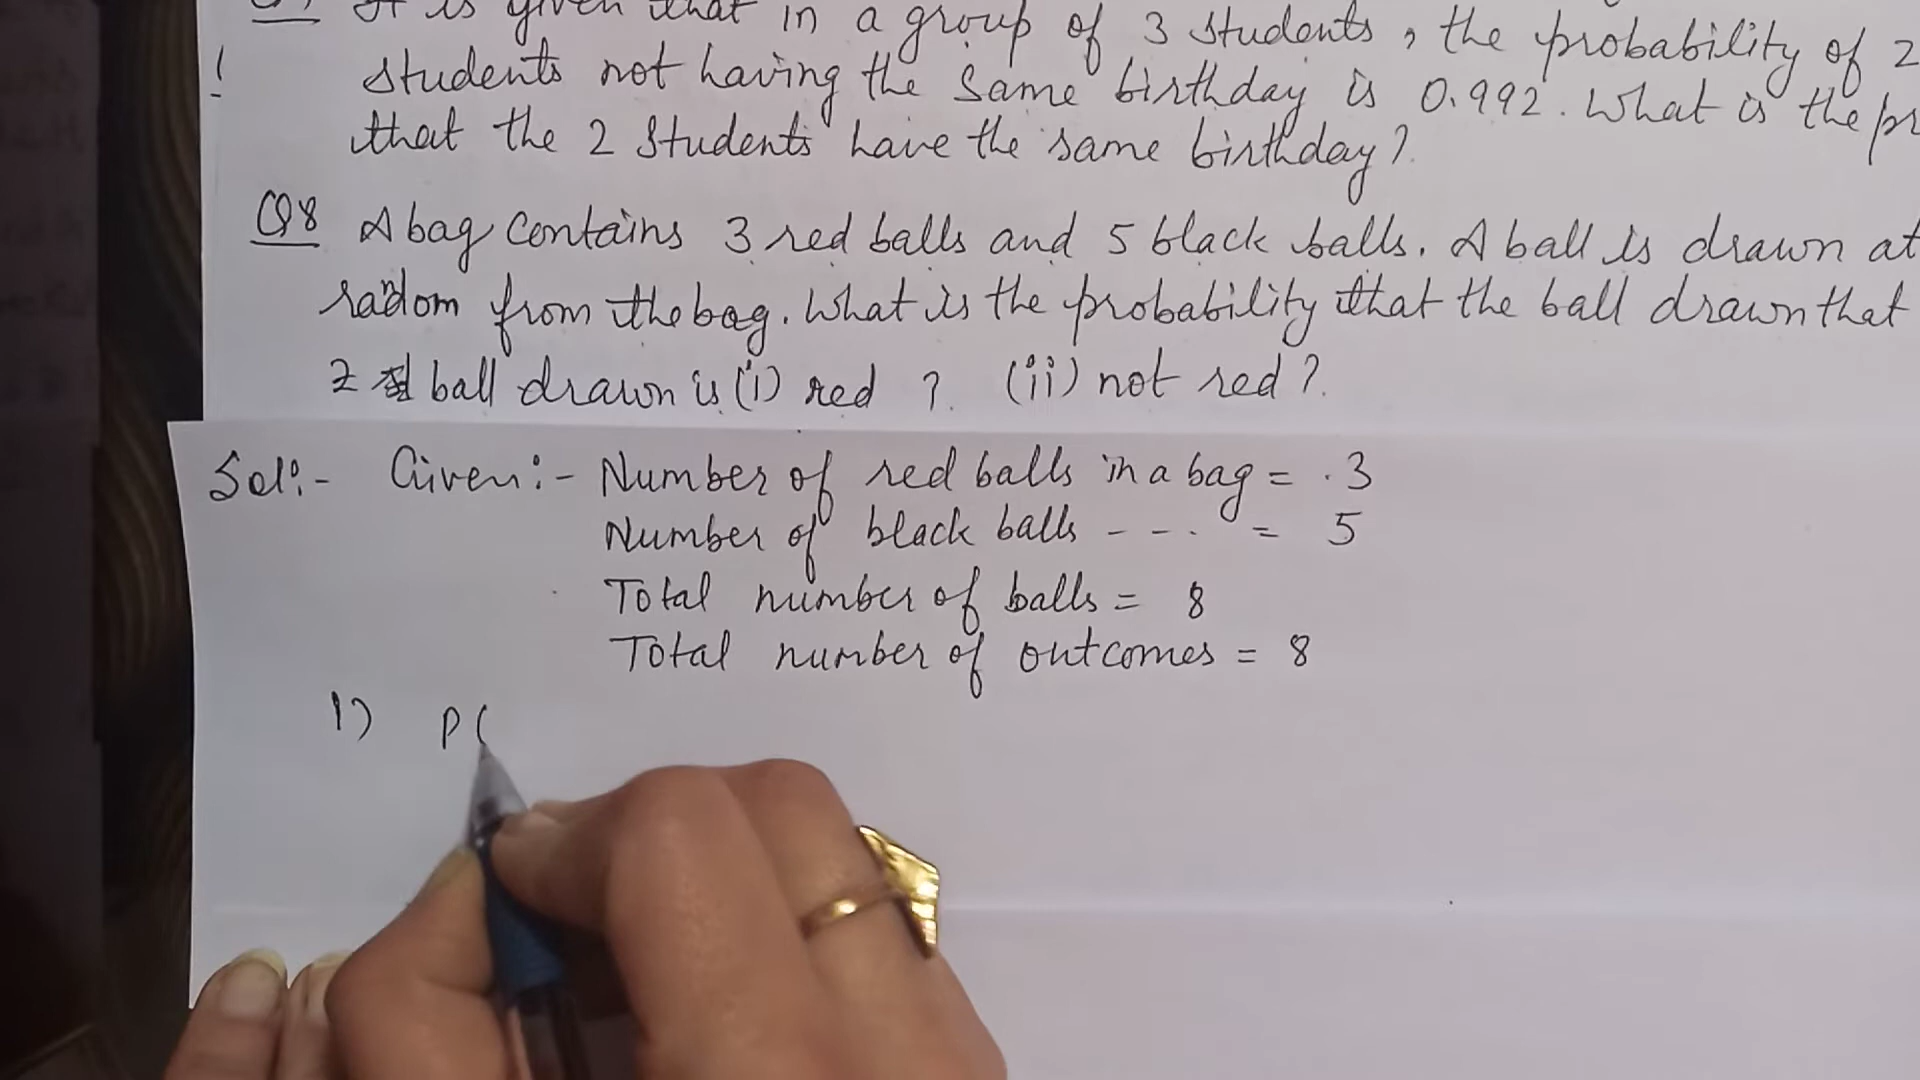 It is given that in a group of 3 students, the probability of 2
students not having the same birthday is 0.992. What is the
that the 2 students have the same birthday?
Q8 A bag contains 3 red balls and 5 black balls. A ball is drawn at
random from the bag. What is the probability that the ball drawn that
ball drawn is (i) red ? (ii) not red ?.
Sol:- Given:- Number of red balls in a bag = 3
Number of black balls - - - = 5
Total number of balls = 8
Total number of outcomes = 8
1) P(